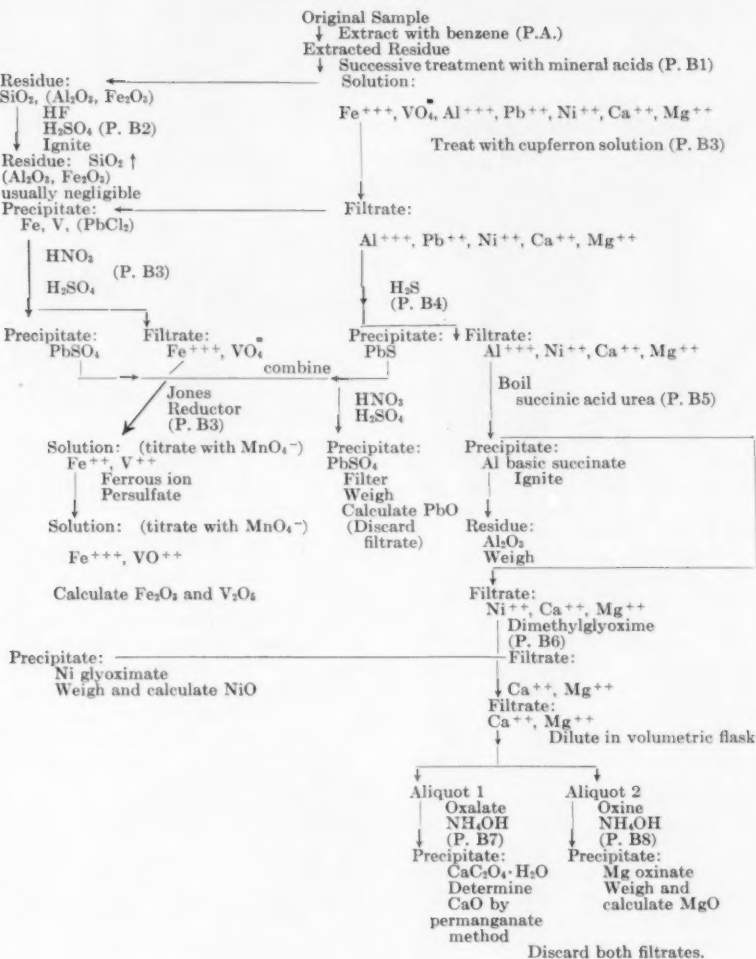 Original Sample
Extract with benzene (P.A.)
Extracted Residue
Successive treatment with mineral acids (P. B1)
Residue:
SiO₂, (Al₂O₃, Fe₂O₃)
HF
H₂SO₄ (P. B2)
Ignite
Residue: SiO₂ ↑
(Al₂O₃, Fe₂O₃)
usually negligible
Solution:
Fe⁺⁺⁺, VO₄⁼, Al⁺⁺⁺, Pb⁺⁺, Ni⁺⁺, Ca⁺⁺, Mg⁺⁺
Treat with cupferron solution (P. B3)
Precipitate:
Fe, V, (PbCl₂)
HNO₃
(P. B3)
H₂SO₄
Filtrate:
Al⁺⁺⁺, Pb⁺⁺, Ni⁺⁺, Ca⁺⁺, Mg⁺⁺
H₂S
(P. B4)
Precipitate:
PbSO₄
Filtrate:
Fe⁺⁺⁺, VO₄⁼
Precipitate:
PbS
Filtrate:
Al⁺⁺⁺, Ni⁺⁺, Ca⁺⁺, Mg⁺⁺
combine
Jones
Reductor
(P. B3)
HNO₃
H₂SO₄
Boil
succinic acid urea (P. B5)
Solution: (titrate with MnO₄⁻)
Fe⁺⁺, V⁺⁺
Ferrous ion
Persulfate
Solution: (titrate with MnO₄⁻)
Fe⁺⁺⁺, VO⁺⁺
Calculate Fe₂O₃ and V₂O₅
Precipitate:
PbSO₄
Filter
Weigh
Calculate PbO
(Discard
filtrate)
Precipitate:
Al basic succinate
Ignite
Residue:
Al₂O₃
Weigh
Filtrate:
Ni⁺⁺, Ca⁺⁺, Mg⁺⁺
Dimethylglyoxime
(P. B6)
Precipitate:
Ni glyoximate
Weigh and calculate NiO
Filtrate:
Ca⁺⁺, Mg⁺⁺
Filtrate:
Ca⁺⁺, Mg⁺⁺
Dilute in volumetric flask
Aliquot 1
Oxalate
NH₄OH
(P. B7)
Precipitate:
CaC₂O₄·H₂O
Determine
CaO by
permanganate
method
Aliquot 2
Oxine
NH₄OH
(P. B8)
Precipitate:
Mg oxinate
Weigh and
calculate MgO
Discard both filtrates.